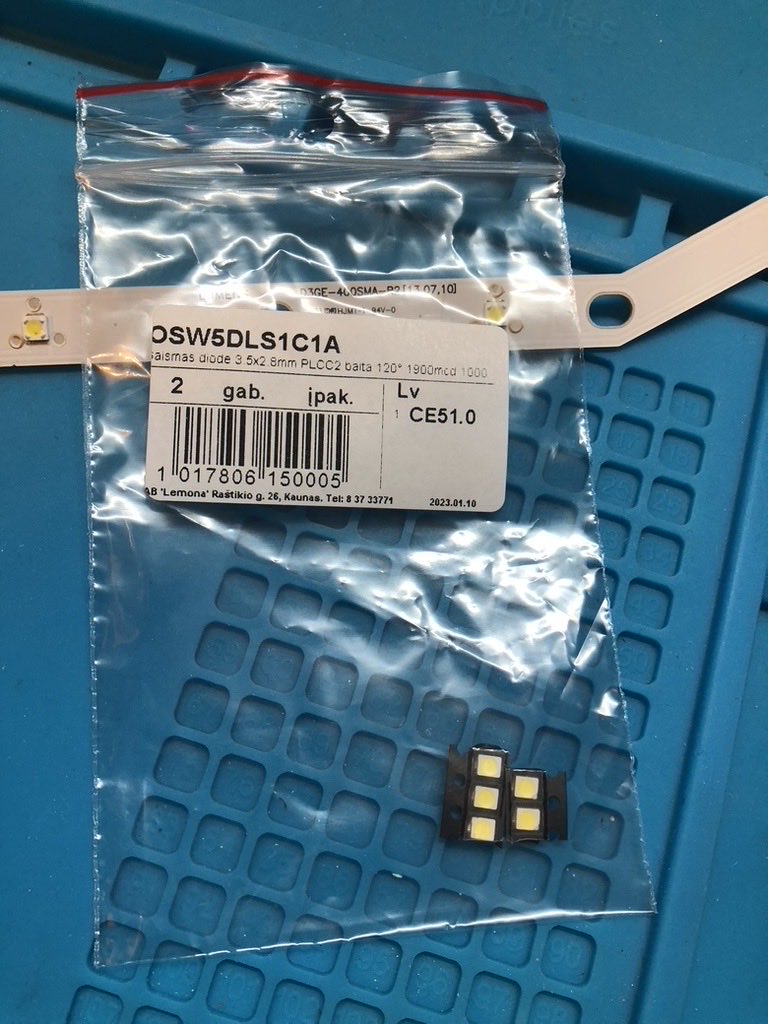 D3GE-400SMA-R2[13,07,10]
94V-0
OSW5DLS1C1A
diode 3.5x2.8mm PLCC2 balta 120° 1900mcd 1000
2 gab. įpak.
Lv
1 CE51.0
1 017806 150005
AB 'Lemona' Raštikio g. 26, Kaunas. Tel: 8 37 33771
2023.01.10